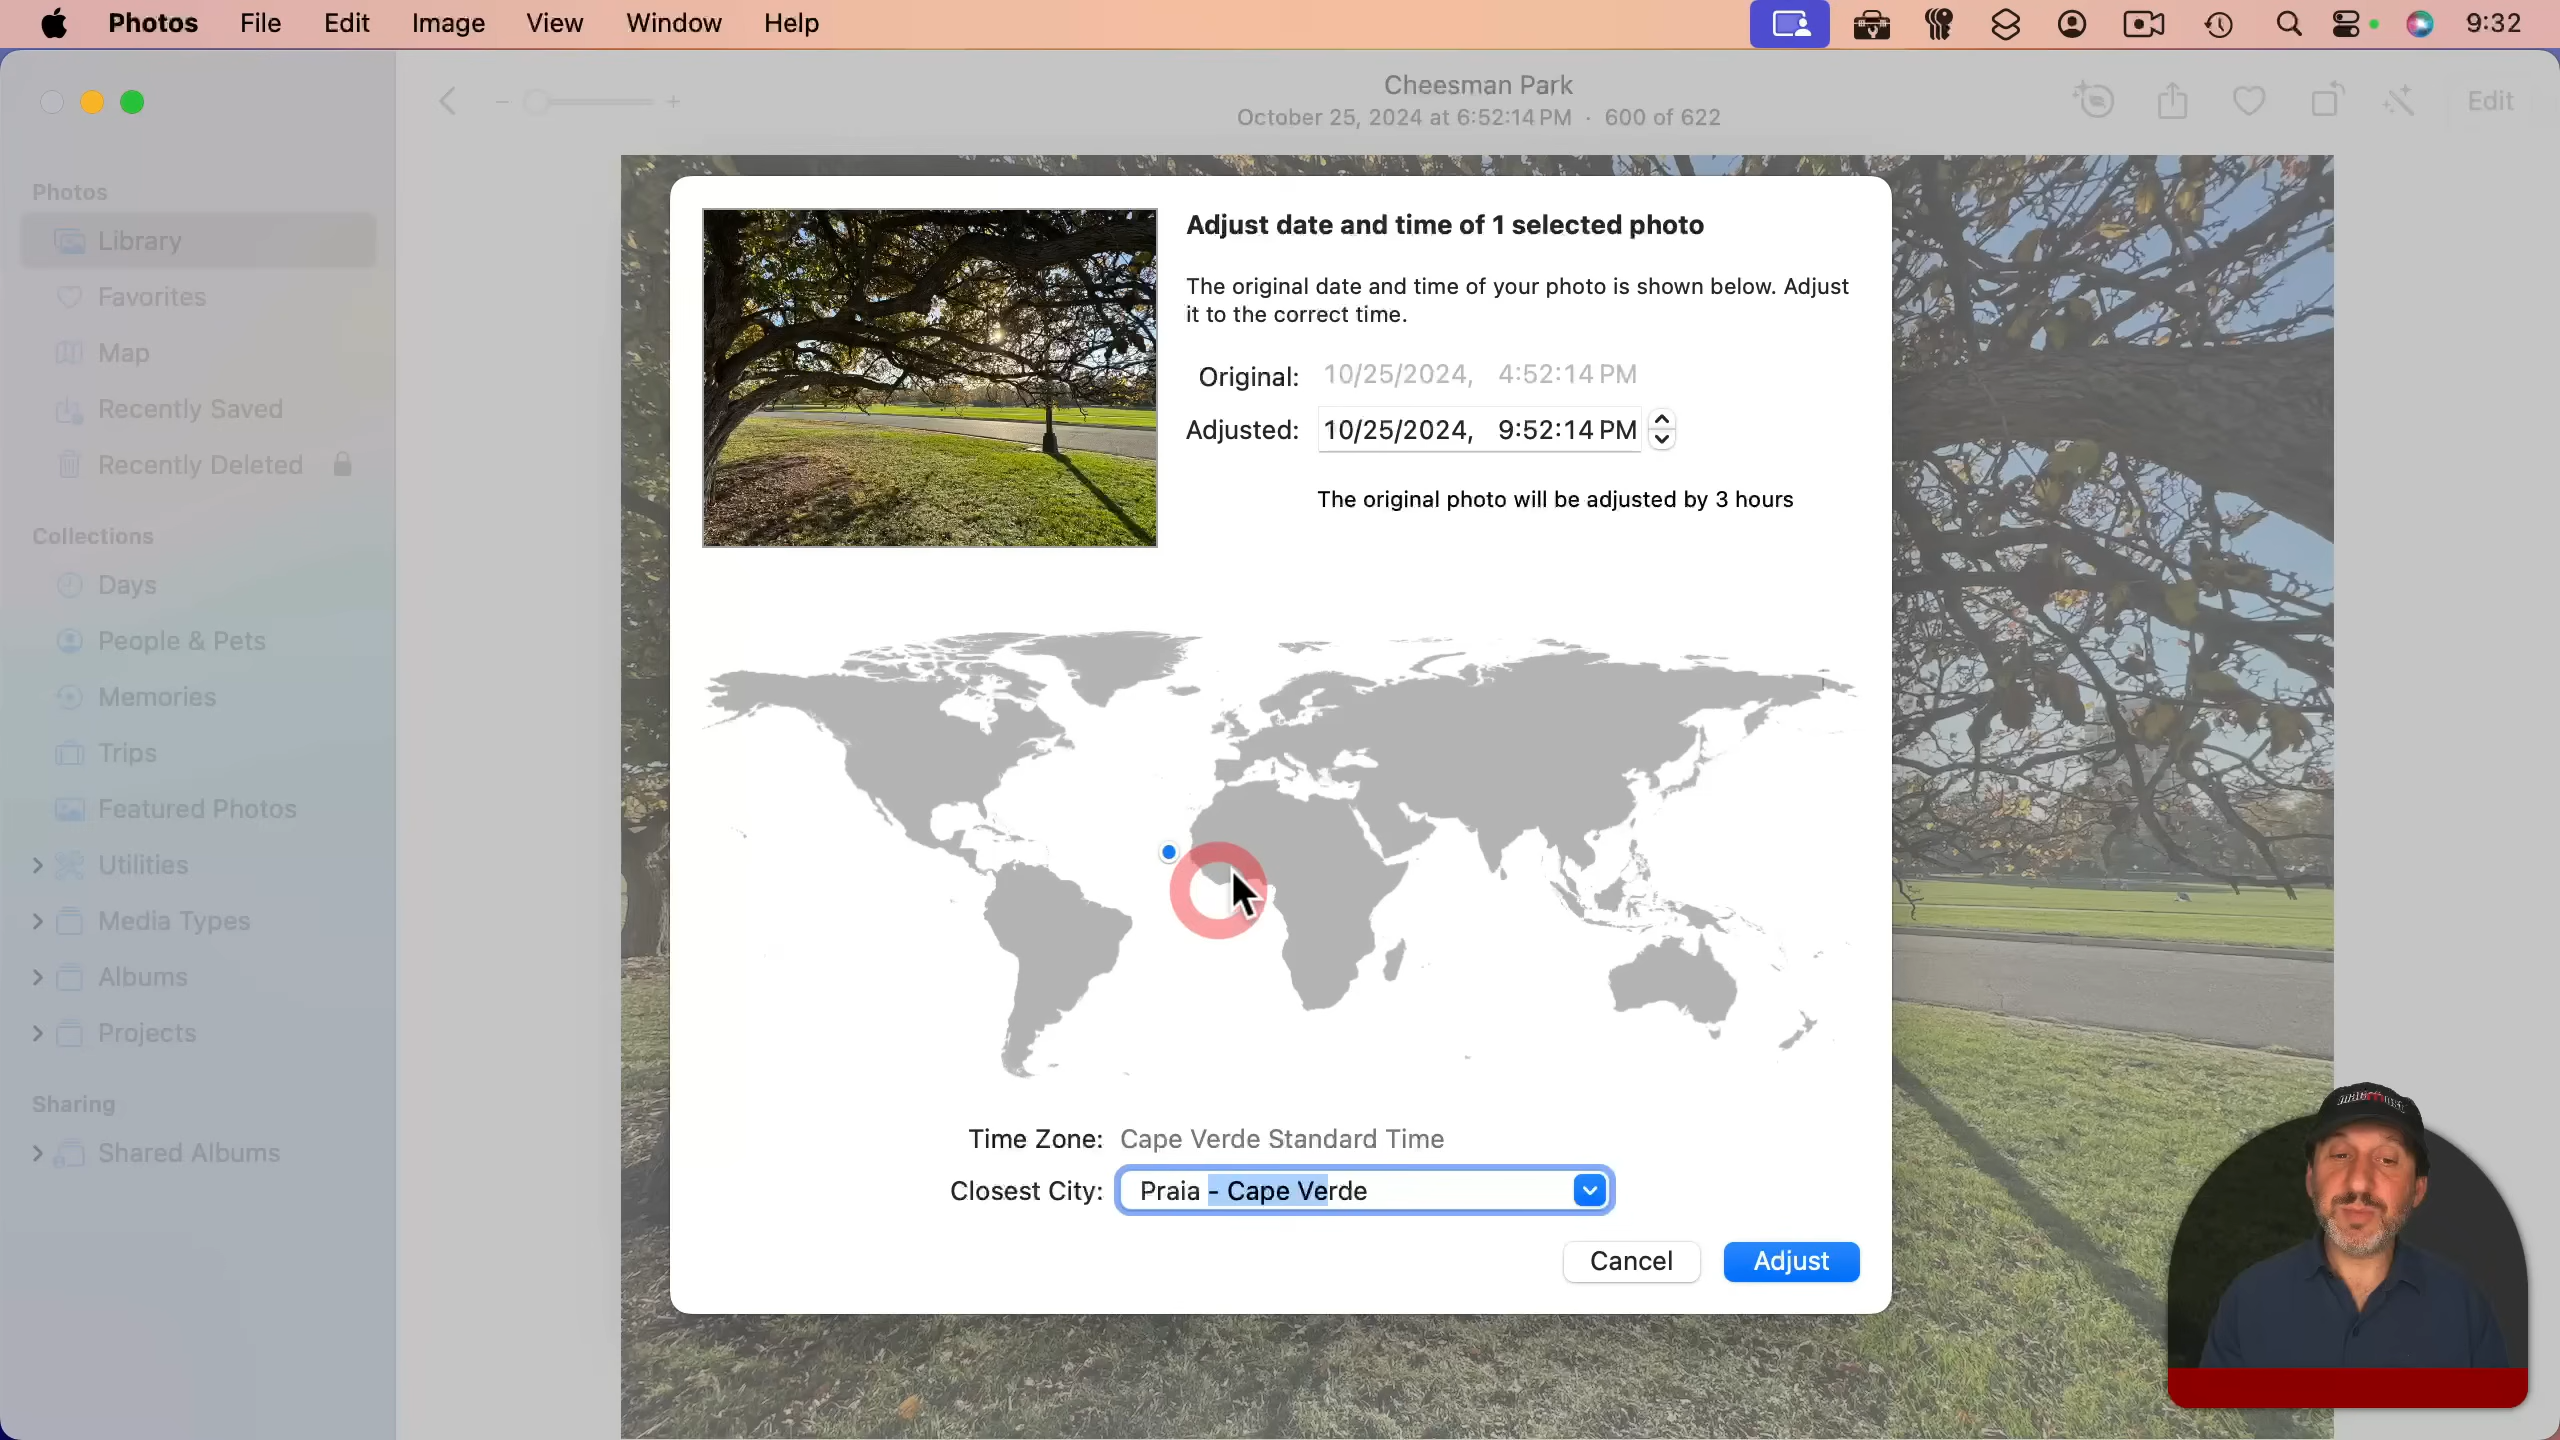 Photos File Edit Image View Window Help 9:32
Cheesman Park
October 25, 2024 at 6:52:14 PM · 600 of 622
Edit
Photos
Library
Favorites
Map
Recently Saved
Recently Deleted
Collections
Days
People & Pets
Memories
Trips
Featured Photos
Utilities
Media Types
Albums
Projects
Sharing
Shared Albums
Adjust date and time of 1 selected photo
The original date and time of your photo is shown below. Adjust
it to the correct time.
Original: 10/25/2024, 4:52:14 PM
Adjusted: 10/25/2024, 9:52:14 PM
The original photo will be adjusted by 3 hours
Time Zone: Cape Verde Standard Time
Closest City: Praia - Cape Verde
Cancel Adjust